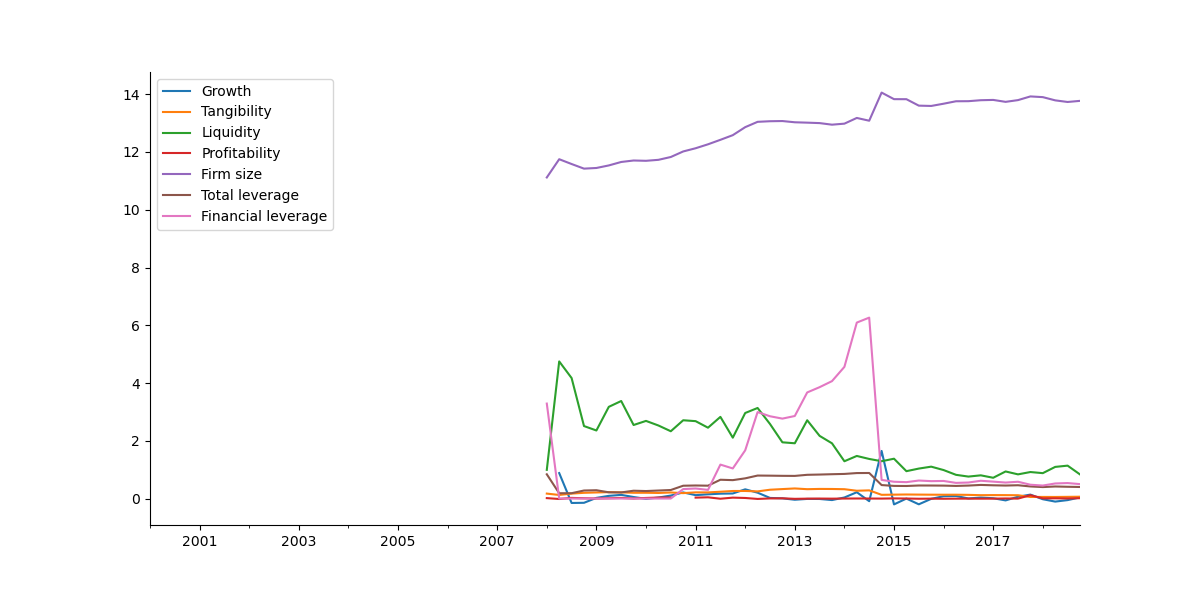 14
12
10
8
6
4
2
0
Growth
Tangibility
Liquidity
Profitability
Firm size
Total leverage
Financial leverage
2001 2003 2005 2007 2009 2011 2013 2015 2017